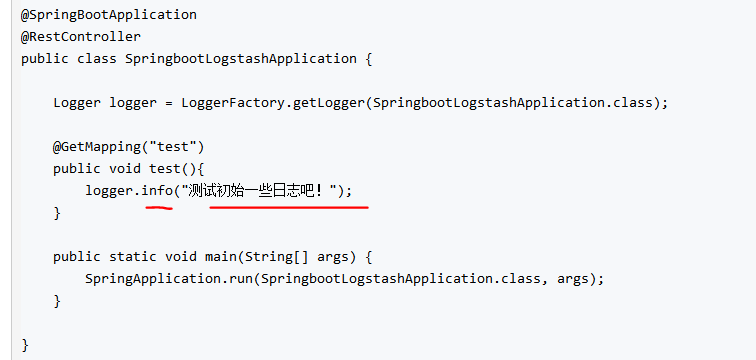 @SpringBootApplication
@RestController
public class SpringbootLogstashApplication {
Logger logger = LoggerFactory.getLogger(SpringbootLogstashApplication.class);
@GetMapping("test")
public void test(){
logger.info("测试初始一些日志吧！");
}
public static void main(String[] args) {
SpringApplication.run(SpringbootLogstashApplication.class, args);
}
}